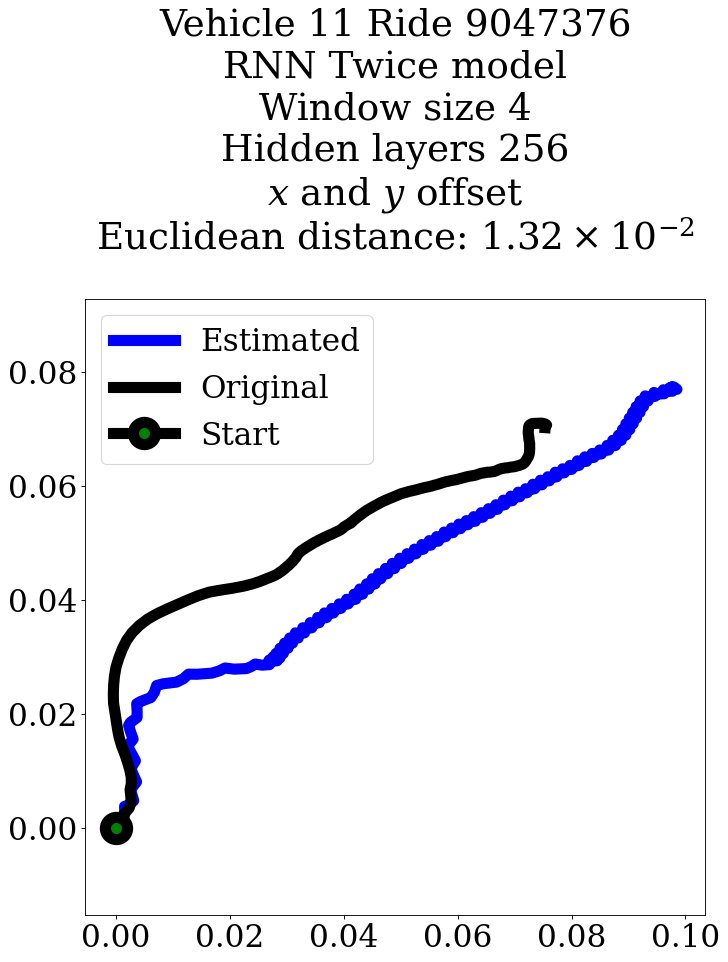 Vehicle 11 Ride 9047376
RNN Twice model
Window size 4
Hidden layers 256
x and y offset
Euclidean distance: 1.32 × 10⁻²
Estimated
Original
Start
0.08
0.06
0.04
0.02
0.00
0.00 0.02 0.04 0.06 0.08 0.10